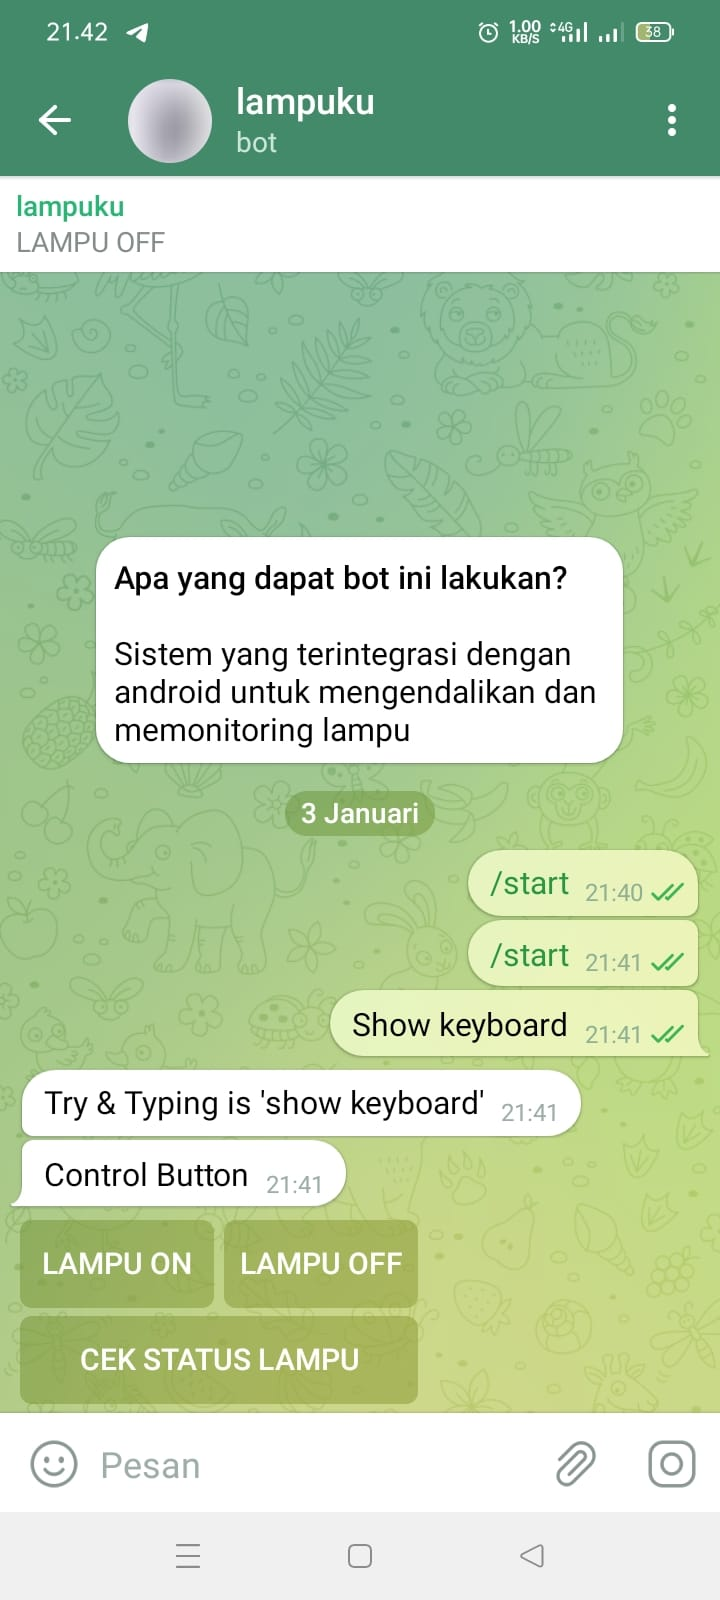 21.42
1.00
KB/S
4G
38
lampuku
bot
lampuku
LAMPU OFF
Apa yang dapat bot ini lakukan?
Sistem yang terintegrasi dengan
android untuk mengendalikan dan
memonitoring lampu
3 Januari
/start 21:40
/start 21:41
Show keyboard 21:41
Try & Typing is 'show keyboard' 21:41
Control Button 21:41
LAMPU ON LAMPU OFF
CEK STATUS LAMPU
Pesan